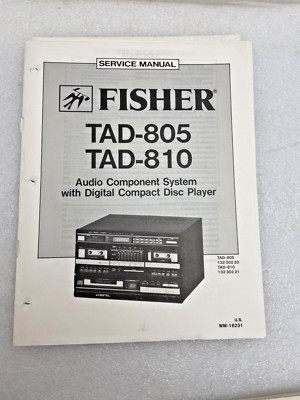 SERVICE MANUAL
FISHER®
TAD-805
TAD-810
Audio Component System
with Digital Compact Disc Player
TAD-805
132 302 20
TAD-810
132 302 21
U.S.
WM-16231